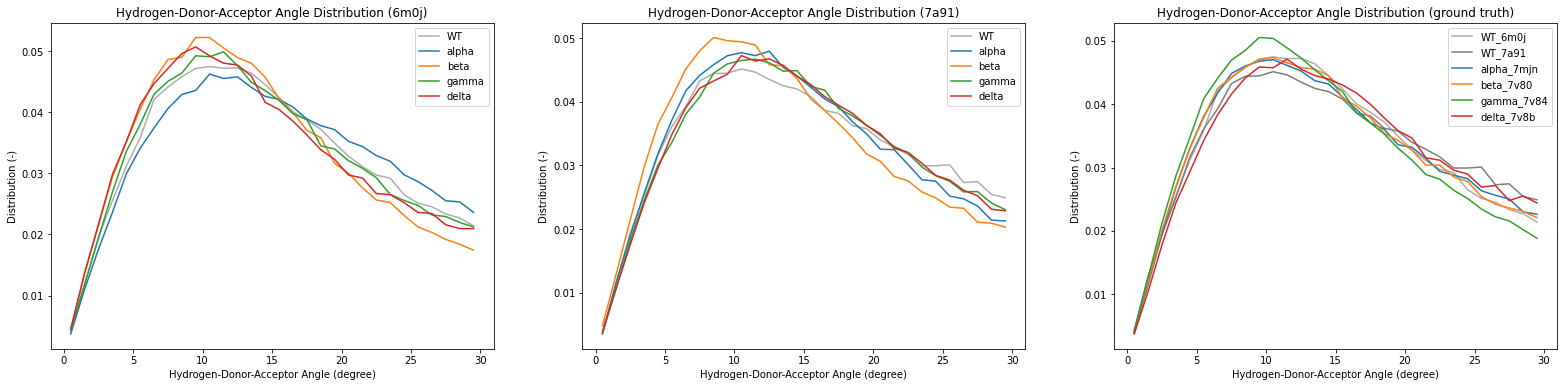 Hydrogen-Donor-Acceptor Angle Distribution (6m0j)
Distribution (-)
0.05
0.04
0.03
0.02
0.01
WT
alpha
beta
gamma
delta
0 5 10 15 20 25 30
Hydrogen-Donor-Acceptor Angle (degree)
Hydrogen-Donor-Acceptor Angle Distribution (7a91)
Distribution (-)
0.05
0.04
0.03
0.02
0.01
WT
alpha
beta
gamma
delta
0 5 10 15 20 25 30
Hydrogen-Donor-Acceptor Angle (degree)
Hydrogen-Donor-Acceptor Angle Distribution (ground truth)
Distribution (-)
0.05
0.04
0.03
0.02
0.01
WT_6m0j
WT_7a91
alpha_7mjn
beta_7v80
gamma_7v84
delta_7v8b
0 5 10 15 20 25 30
Hydrogen-Donor-Acceptor Angle (degree)